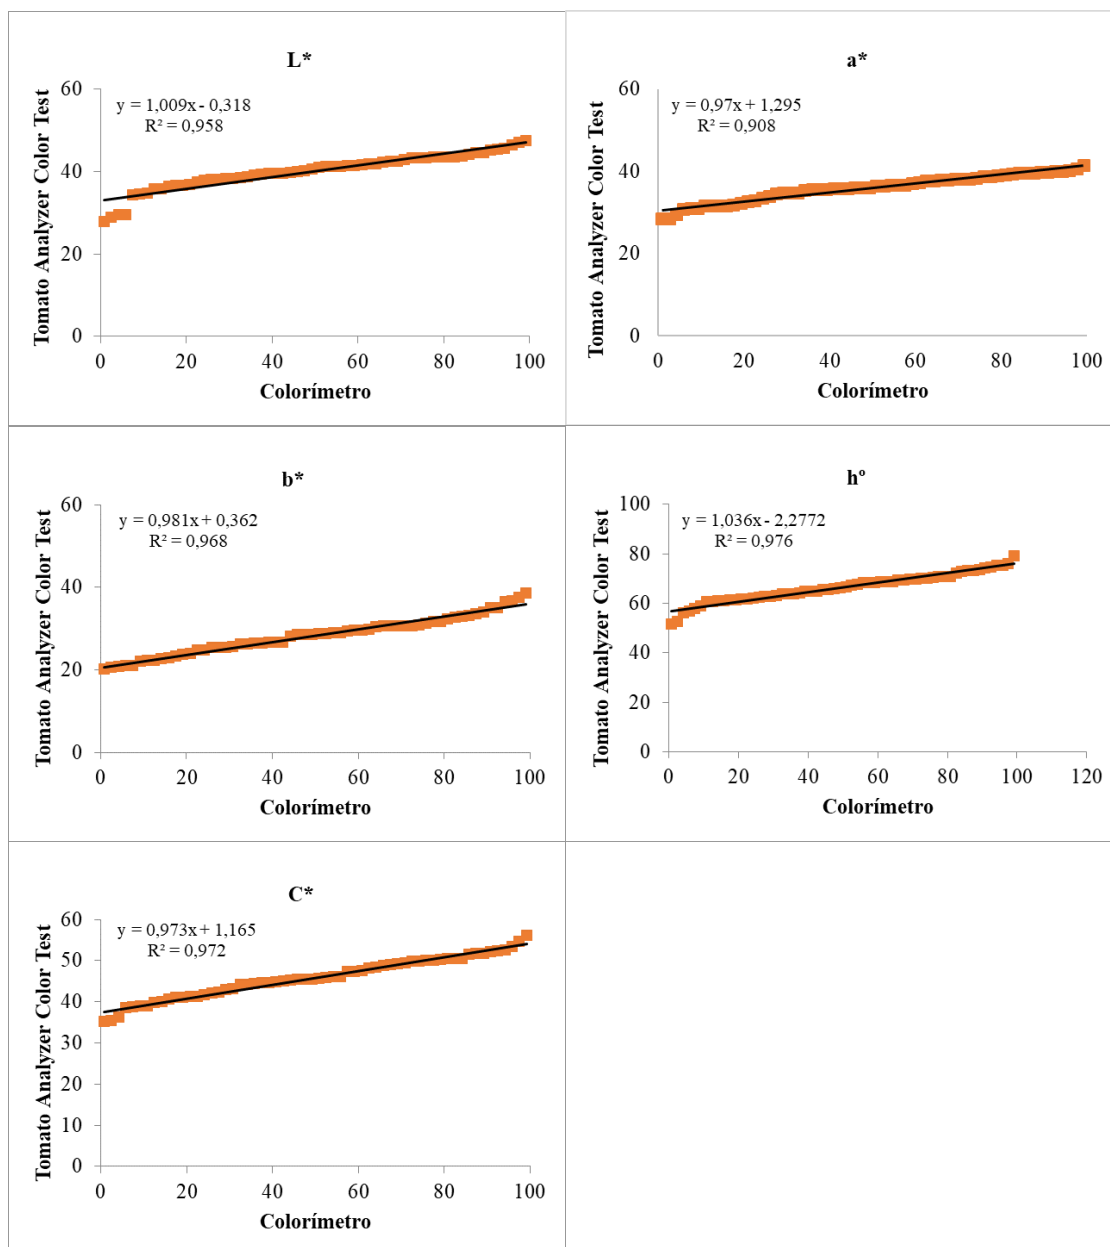 L*
y = 1,009x - 0,318
R² = 0,958
60
40
20
0
0 20 40 60 80 100
Tomato Analyzer Color Test
Colorímetro
a*
y = 0,97x + 1,295
R² = 0,908
60
40
20
0
0 20 40 60 80 100
Tomato Analyzer Color Test
Colorímetro
b*
y = 0,981x + 0,362
R² = 0,968
60
40
20
0
0 20 40 60 80 100
Tomato Analyzer Color Test
Colorímetro
hº
y = 1,036x - 2,2772
R² = 0,976
100
80
60
40
20
0
0 20 40 60 80 100 120
Tomato Analyzer Color Test
Colorímetro
C*
y = 0,973x + 1,165
R² = 0,972
60
50
40
30
20
10
0
0 20 40 60 80 100
Tomato Analyzer Color Test
Colorímetro